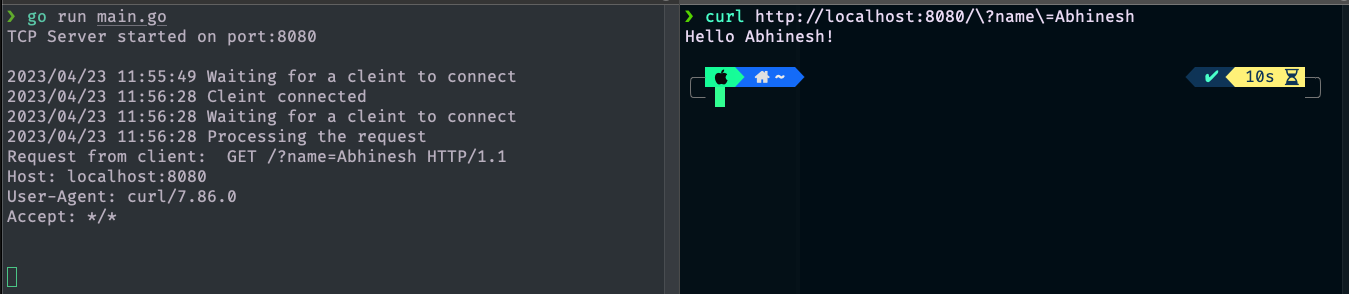 ❯ go run main.go
TCP Server started on port:8080
2023/04/23 11:55:49 Waiting for a cleint to connect
2023/04/23 11:56:28 Cleint connected
2023/04/23 11:56:28 Waiting for a cleint to connect
2023/04/23 11:56:28 Processing the request
Request from client:  GET /?name=Abhinesh HTTP/1.1
Host: localhost:8080
User-Agent: curl/7.86.0
Accept: */*
❯ curl http://localhost:8080/\?name\=Abhinesh
Hello Abhinesh!
~ ✔ 10s